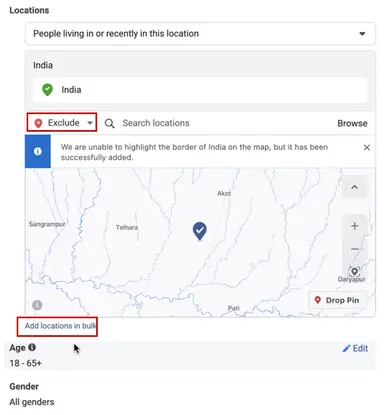 Locations
People living in or recently in this location
India
India
Exclude Search locations Browse
We are unable to highlight the border of India on the map, but it has been
successfully added.
Akot
Sangrampur
Telhara
Daryapur
Pati
Drop Pin
Add locations in bulk
Age
Edit
18 - 65+
Gender
All genders